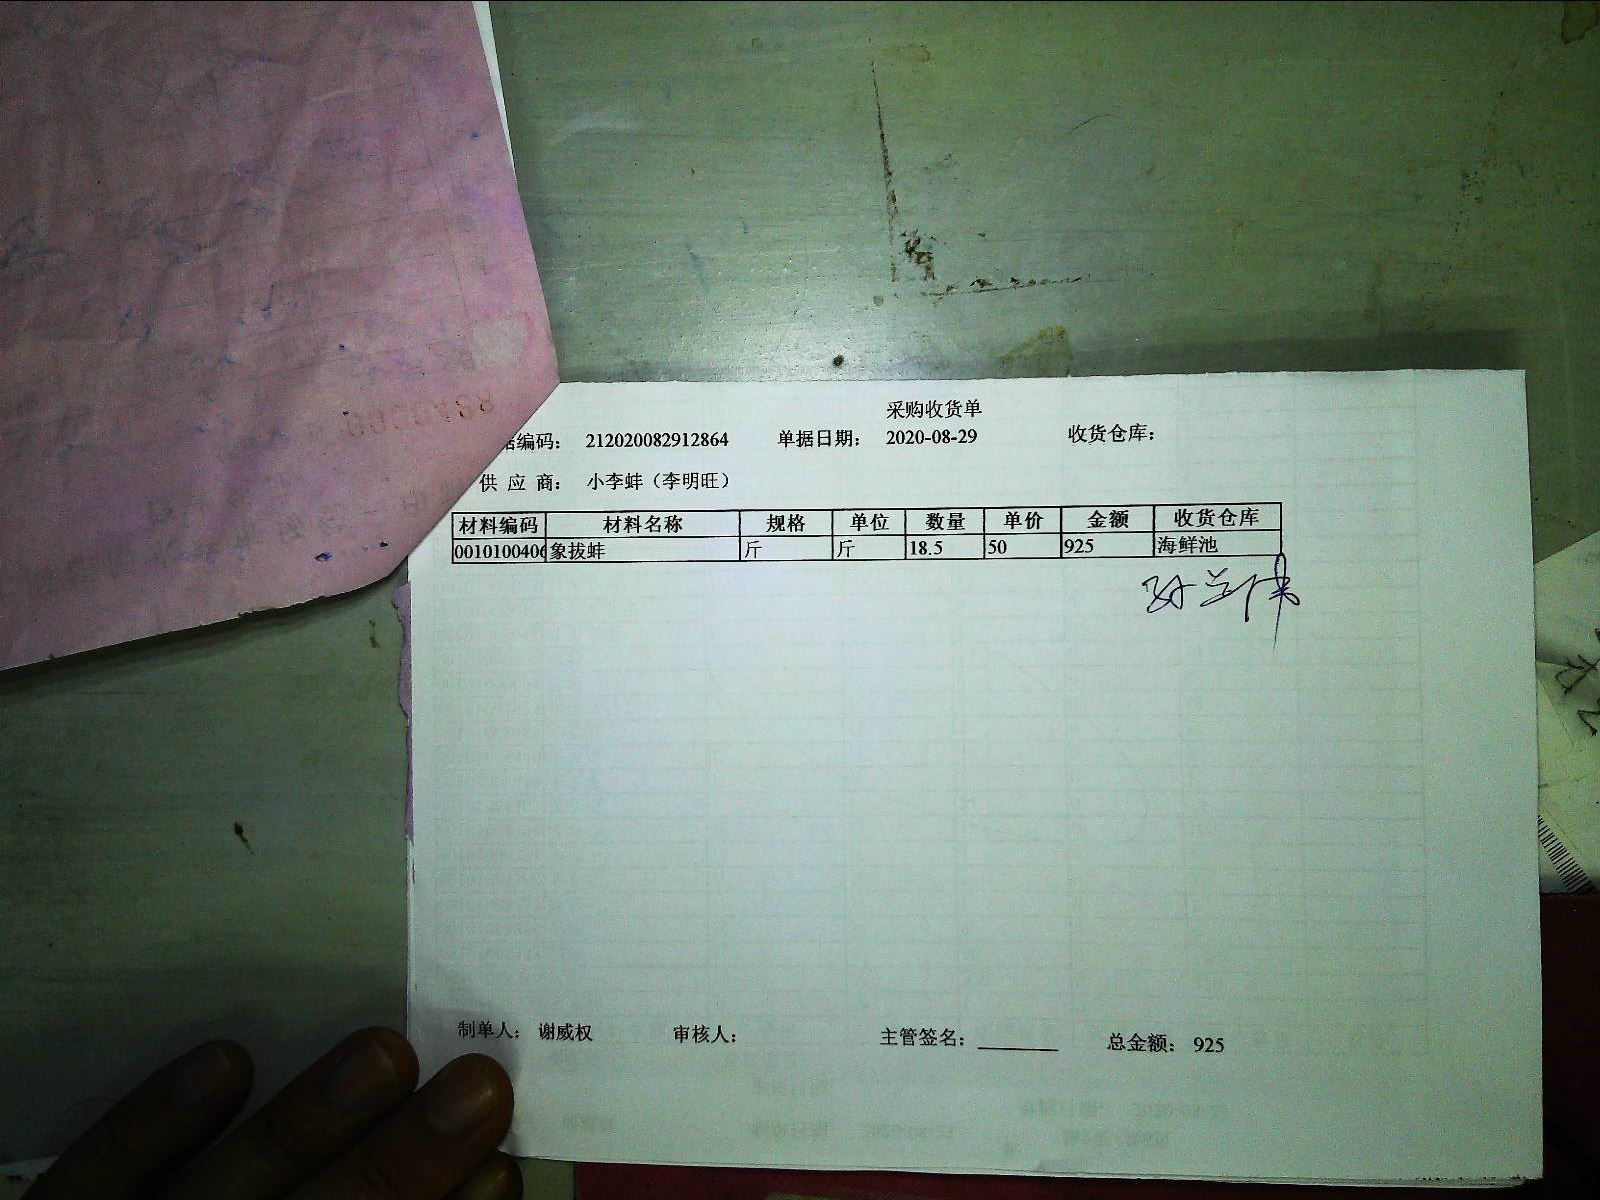 采购收货单
据编码： 212020082912864 单据日期： 2020-08-29 收货仓库：
供 应 商： 小李蚌（李明旺）
材料编码 材料名称 规格 单位 数量 单价 金额 收货仓库
0010100406 象拔蚌 斤 斤 18.5 50 925 海鲜池
制单人： 谢威权 审核人： 主管签名： 总金额： 925